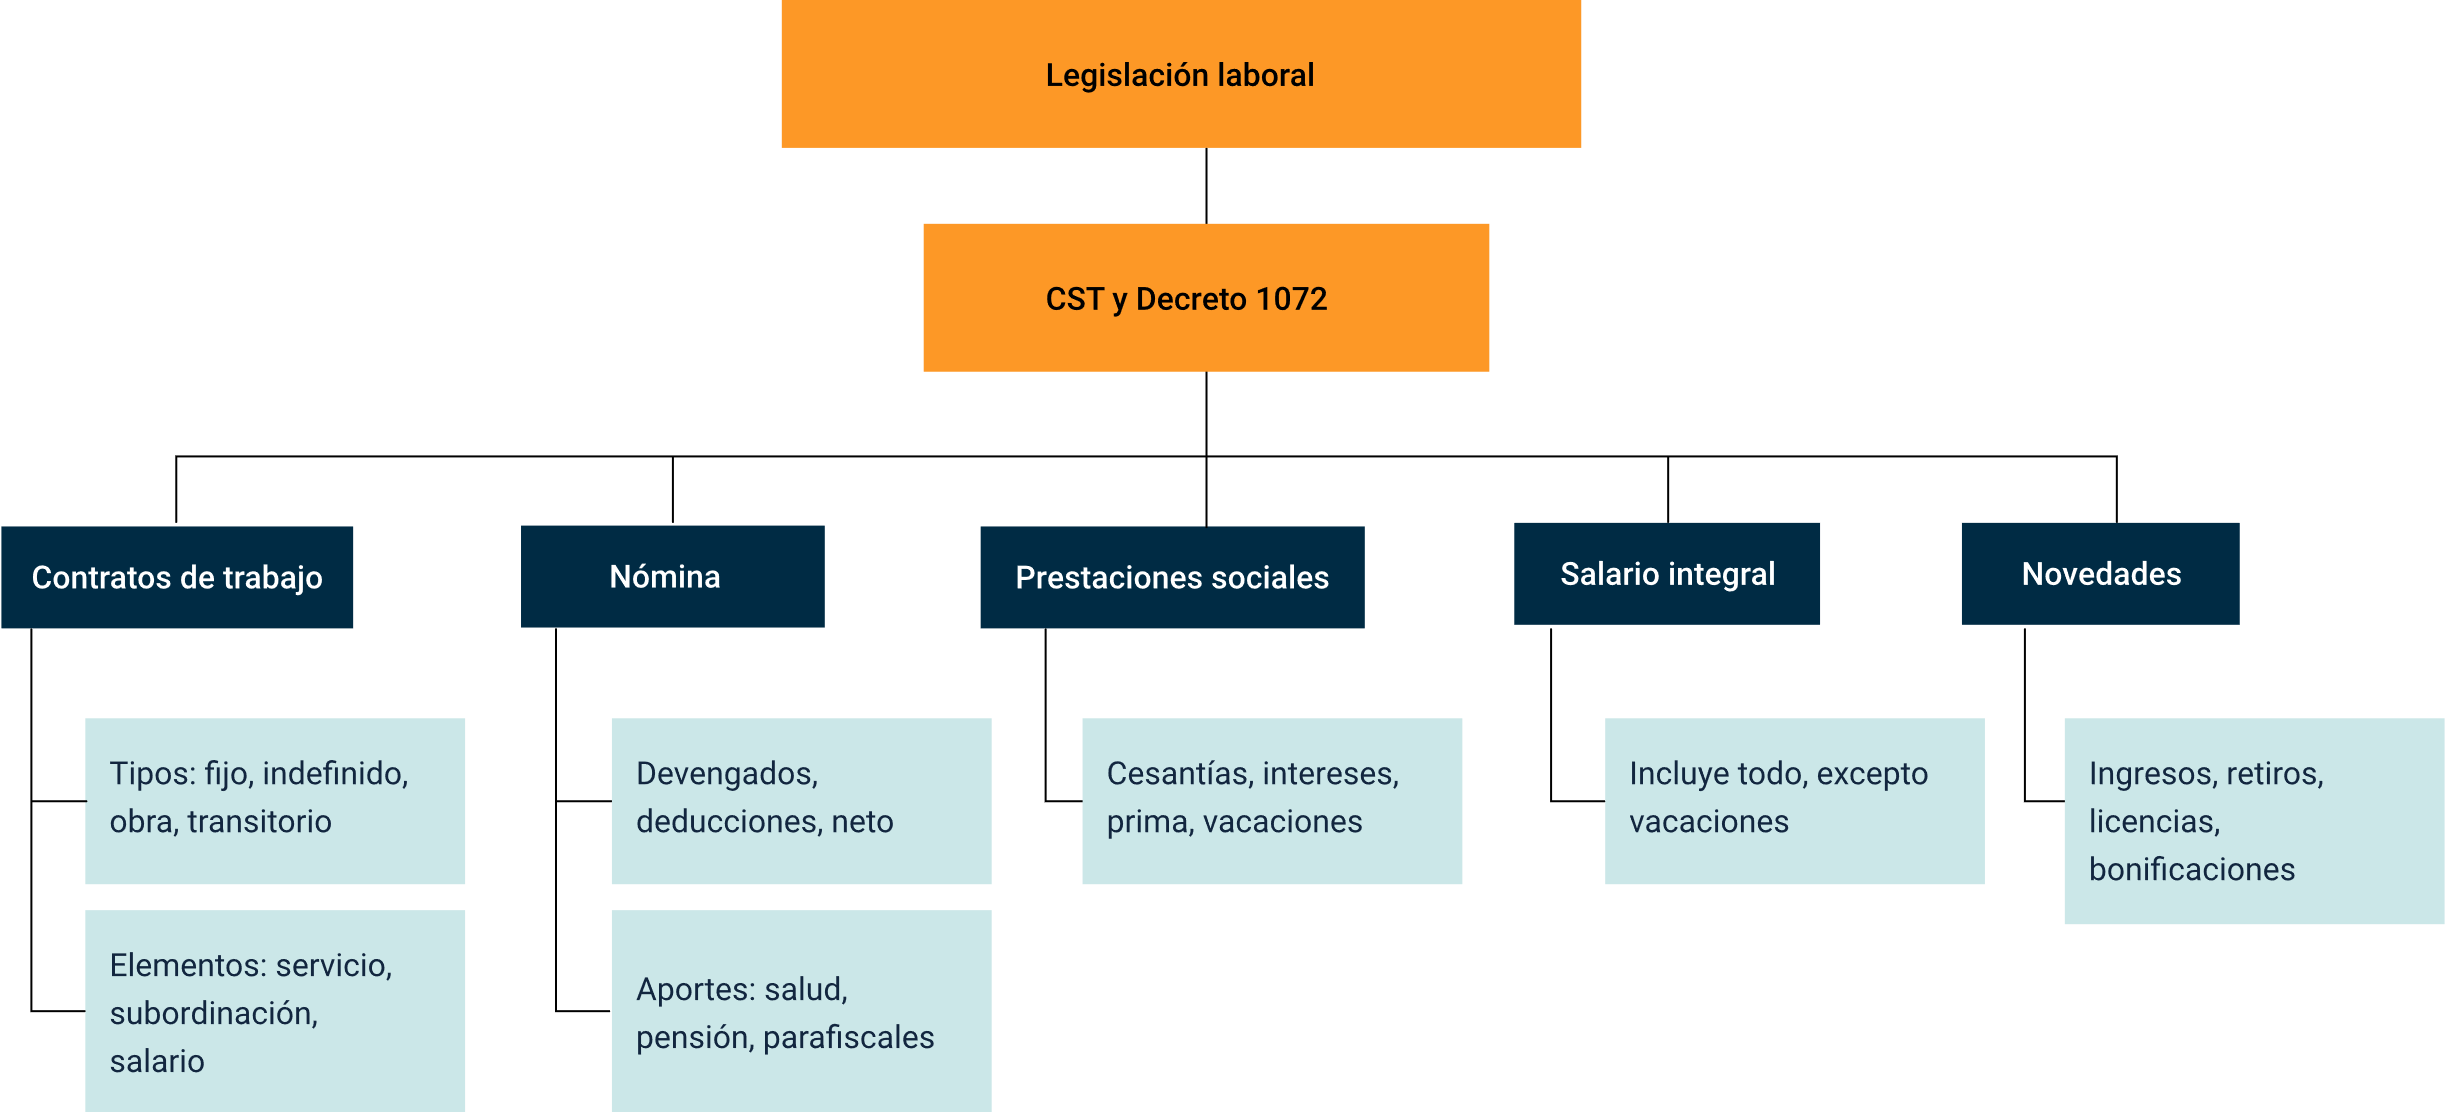 Legislación laboral
CST y Decreto 1072
Contratos de trabajo
Tipos: fijo, indefinido,
obra, transitorio
Elementos: servicio,
subordinación,
salario
Nómina
Devengados,
deducciones, neto
Aportes: salud,
pensión, parafiscales
Prestaciones sociales
Cesantías, intereses,
prima, vacaciones
Salario integral
Incluye todo, excepto
vacaciones
Novedades
Ingresos, retiros,
licencias,
bonificaciones